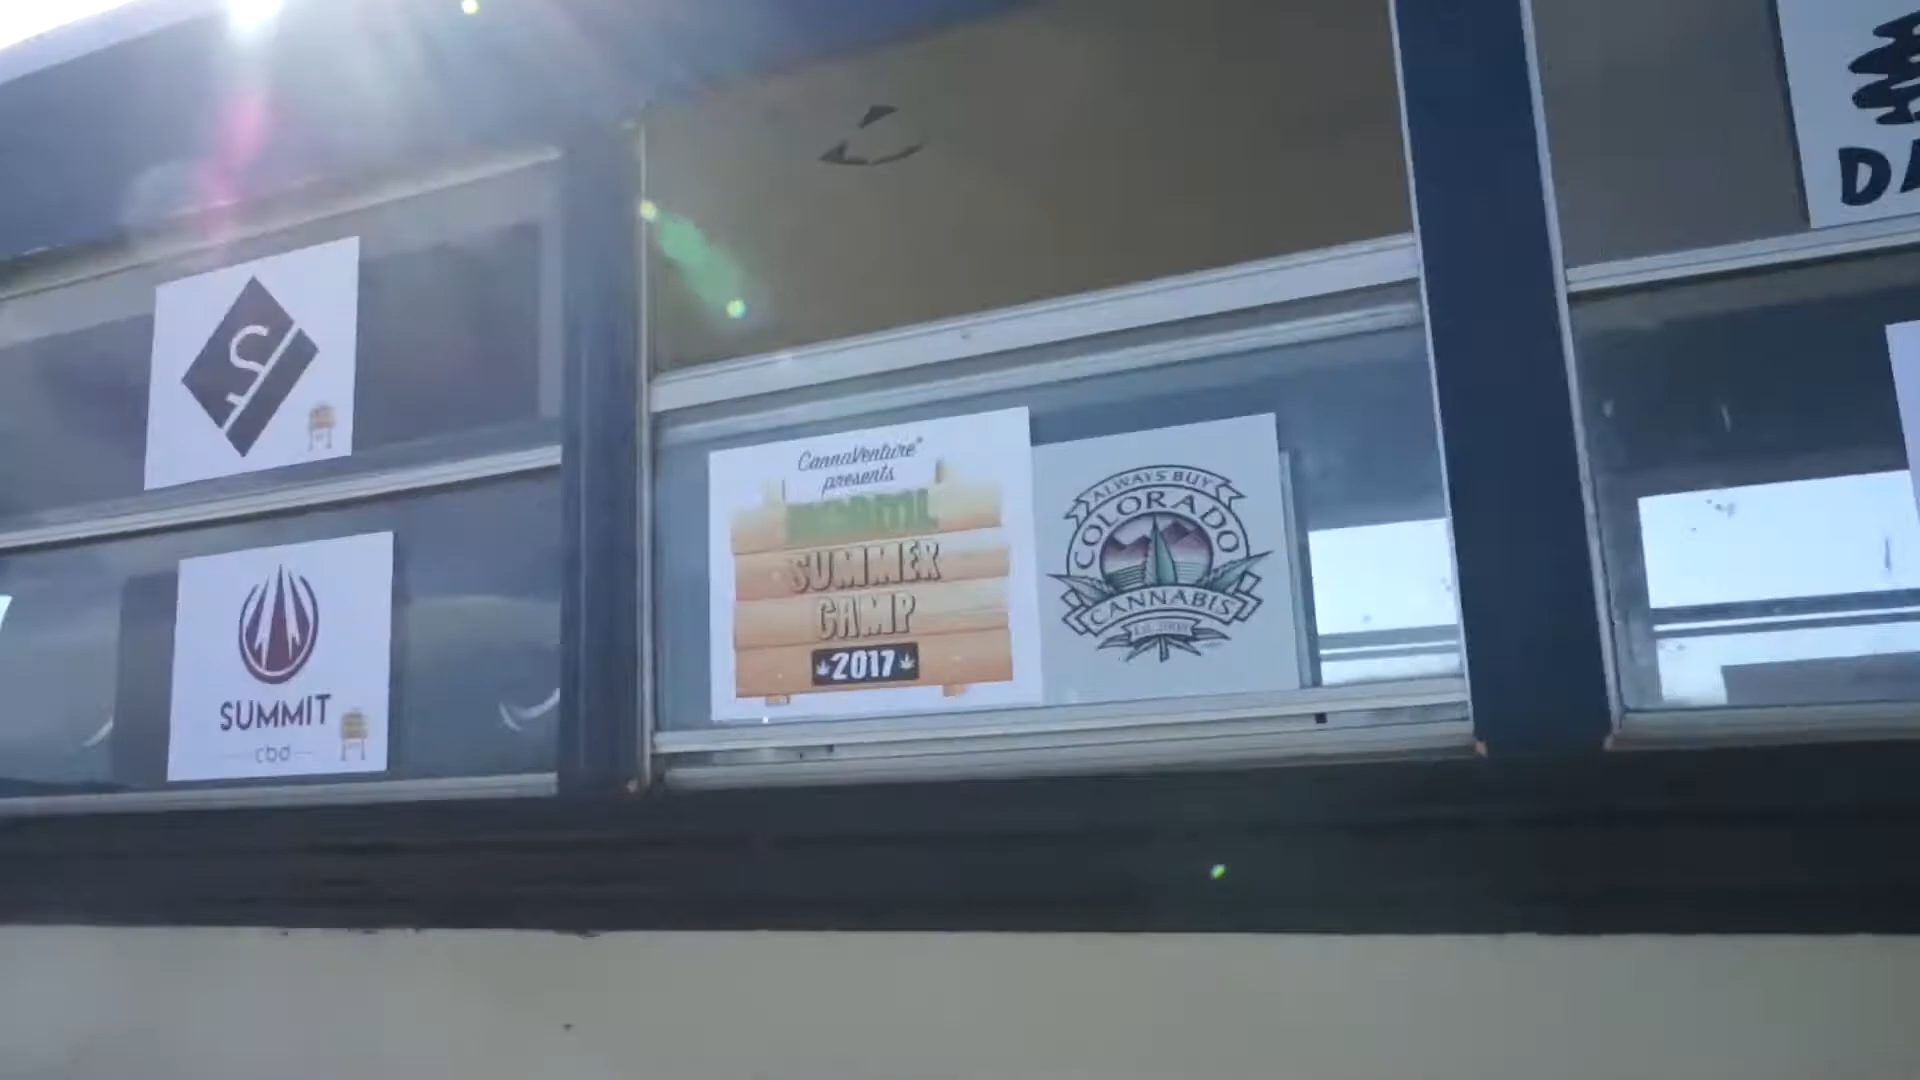 SUMMIT
cbd
CannaVenture®
presents
SUMMER
CAMP
2017
ALWAYS BUY
COLORADO
CANNABIS
DA